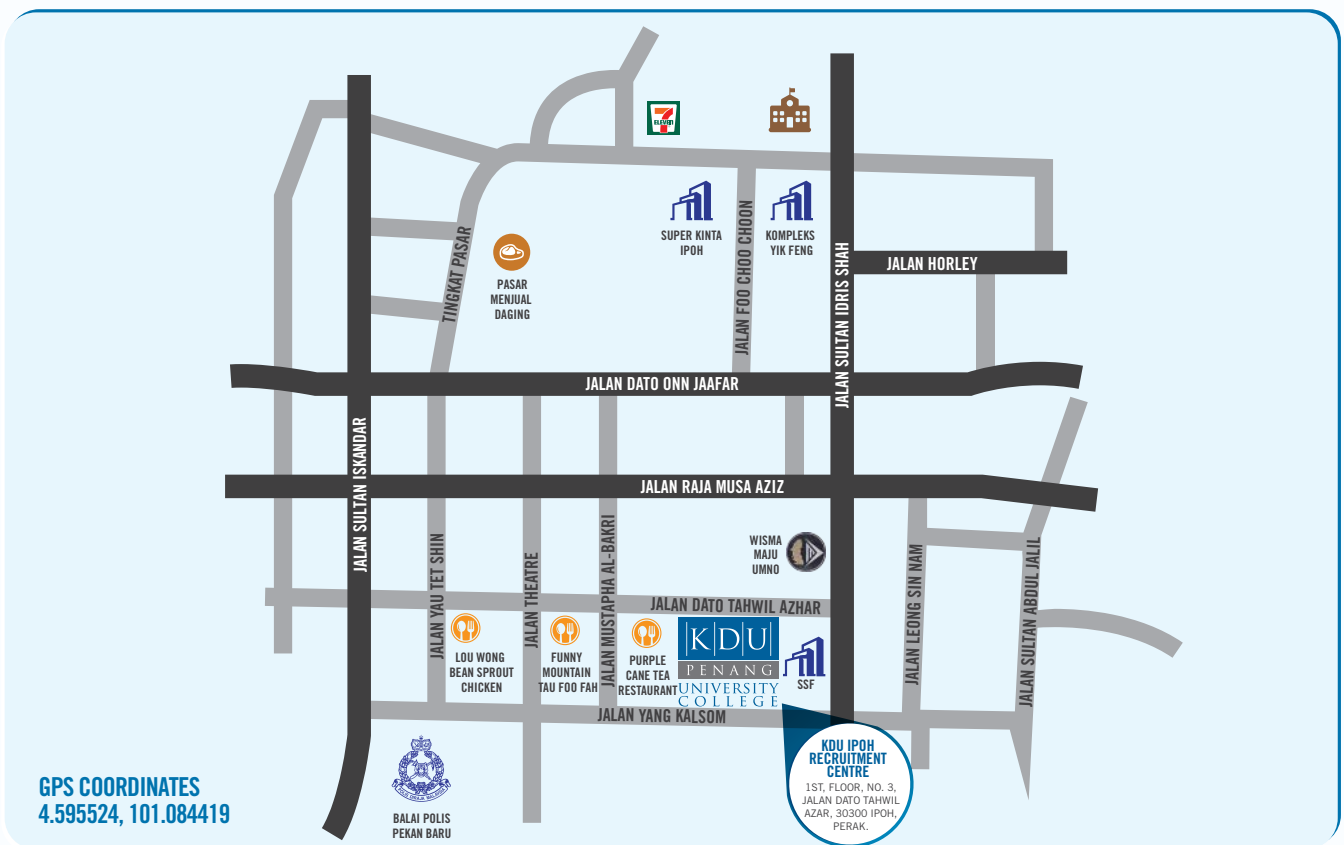 7
ELEVEN
SUPER KINTA
IPOH
KOMPLEKS
YIK FENG
JALAN FOO CHOO CHOON
JALAN SULTAN IDRIS SHAH
JALAN HORLEY
TINGKAT PASAR
PASAR
MENJUAL
DAGING
JALAN DATO ONN JAAFAR
JALAN SULTAN ISKANDAR
JALAN RAJA MUSA AZIZ
JALAN YAU TET SHIN
JALAN THEATRE
JALAN MUSTAPHA AL-BAKRI
WISMA
MAJU
UMNO
JALAN LEONG SIN NAM
JALAN SULTAN ABDUL JALIL
JALAN DATO TAHWIL AZHAR
LOU WONG
BEAN SPROUT
CHICKEN
FUNNY
MOUNTAIN
TAU FOO FAH
PURPLE
CANE TEA
RESTAURANT
KDU
PENANG
UNIVERSITY
COLLEGE
SSF
JALAN YANG KALSOM
KDU IPOH
RECRUITMENT
CENTRE
1ST, FLOOR, NO. 3,
JALAN DATO TAHWIL
AZAR, 30300 IPOH,
PERAK.
BALAI POLIS
PEKAN BARU
GPS COORDINATES
4.595524, 101.084419